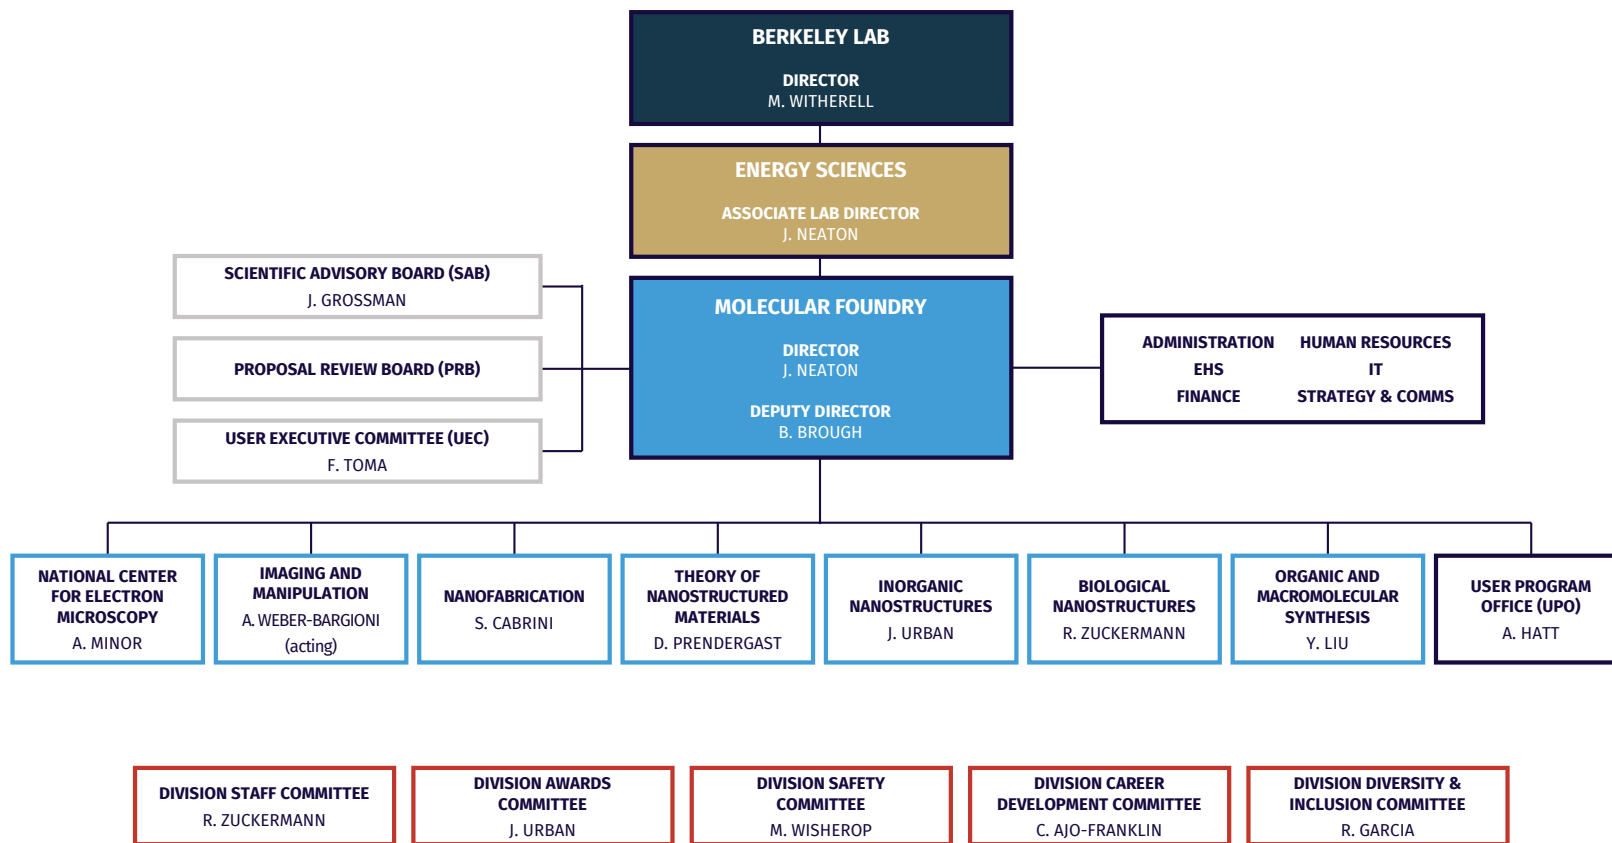 BERKELEY LAB
DIRECTOR
M. WITHERELL
ENERGY SCIENCES
ASSOCIATE LAB DIRECTOR
J. NEATON
SCIENTIFIC ADVISORY BOARD (SAB)
J. GROSSMAN
PROPOSAL REVIEW BOARD (PRB)
USER EXECUTIVE COMMITTEE (UEC)
F. TOMA
MOLECULAR FOUNDRY
DIRECTOR
J. NEATON
DEPUTY DIRECTOR
B. BROUGH
ADMINISTRATION
EHS
FINANCE
HUMAN RESOURCES
IT
STRATEGY & COMMS
NATIONAL CENTER
FOR ELECTRON
MICROSCOPY
A. MINOR
IMAGING AND
MANIPULATION
A. WEBER-BARGIONI
(acting)
NANOFABRICATION
S. CABRINI
THEORY OF
NANOSTRUCTURED
MATERIALS
D. PRENDERGAST
INORGANIC
NANOSTRUCTURES
J. URBAN
BIOLOGICAL
NANOSTRUCTURES
R. ZUCKERMANN
ORGANIC AND
MACROMOLECULAR
SYNTHESIS
Y. LIU
USER PROGRAM
OFFICE (UPO)
A. HATT
DIVISION STAFF COMMITTEE
R. ZUCKERMANN
DIVISION AWARDS
COMMITTEE
J. URBAN
DIVISION SAFETY
COMMITTEE
M. WISHEROP
DIVISION CAREER
DEVELOPMENT COMMITTEE
C. AJO-FRANKLIN
DIVISION DIVERSITY &
INCLUSION COMMITTEE
R. GARCIA